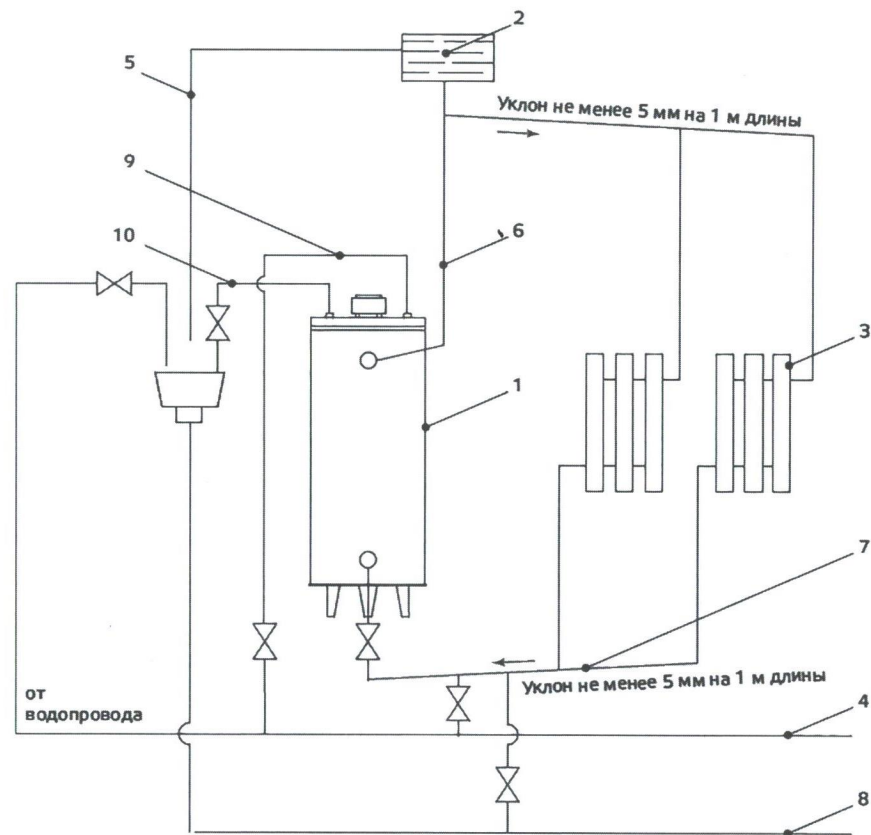 2
5
Уклон не менее 5 мм на 1 м длины
9
10
6
3
1
7
Уклон не менее 5 мм на 1 м длины
от
водопровода
4
8